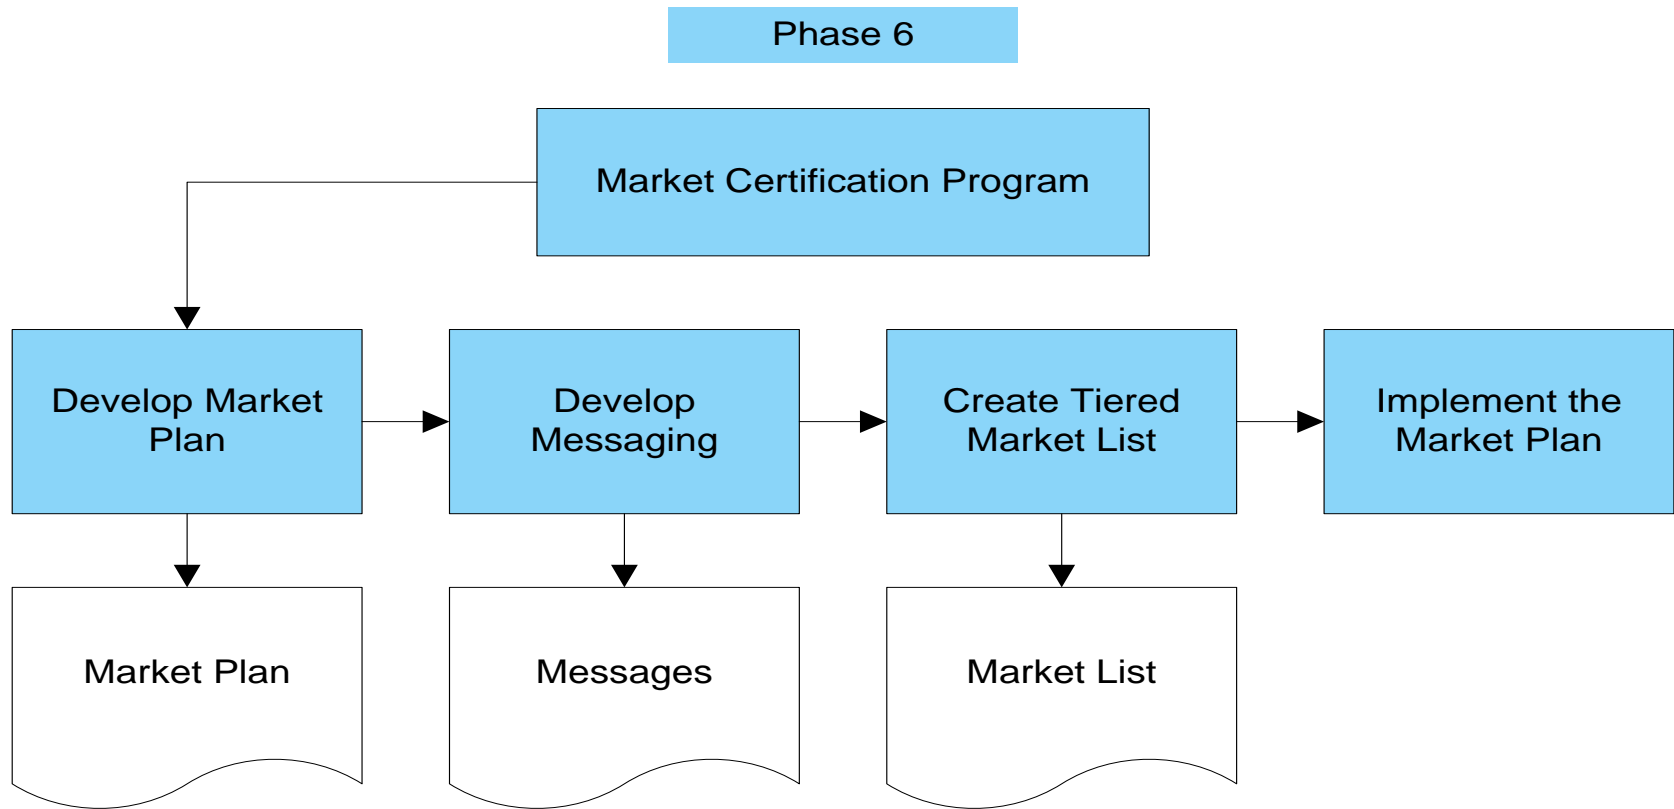 Phase 6
Market Certification Program
Develop Market
Plan
Develop
Messaging
Create Tiered
Market List
Implement the
Market Plan
Market Plan
Messages
Market List